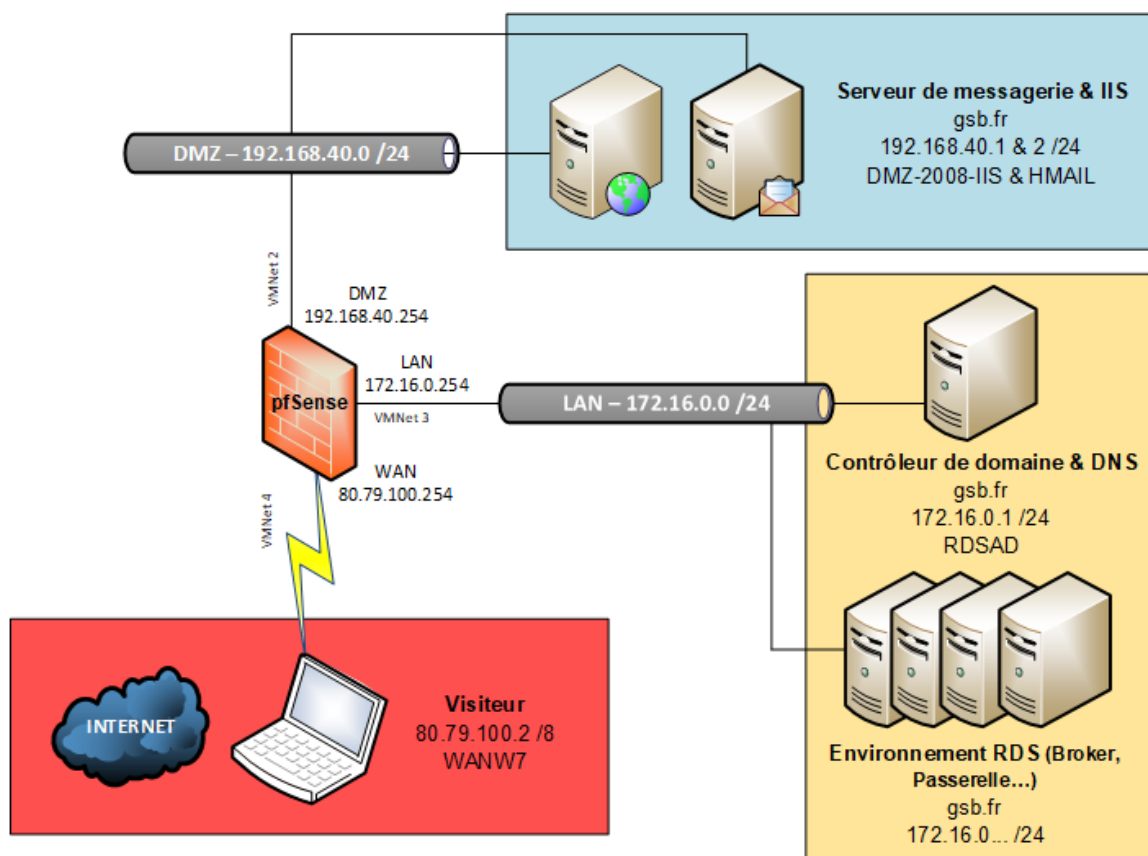 Serveur de messagerie & IIS
gsb.fr
192.168.40.1 & 2 /24
DMZ-2008-IIS & HMAIL
DMZ – 192.168.40.0 /24
VMNet 2
DMZ
192.168.40.254
LAN
172.16.0.254
pfSense
VMNet 3
LAN – 172.16.0.0 /24
WAN
80.79.100.254
VMNet 4
Contrôleur de domaine & DNS
gsb.fr
172.16.0.1 /24
RDSAD
INTERNET
Visiteur
80.79.100.2 /8
WANW7
Environnement RDS (Broker,
Passerelle...)
gsb.fr
172.16.0... /24